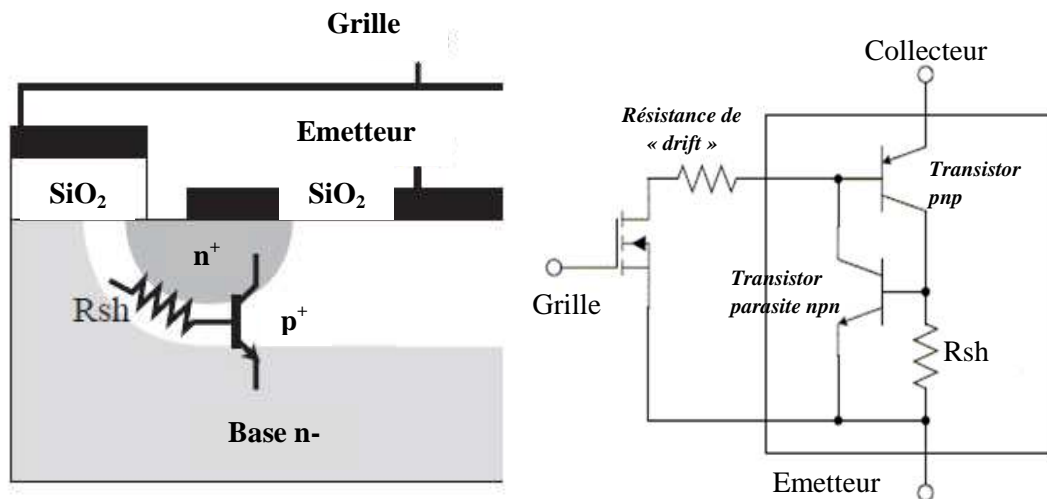 Grille
Emetteur
SiO₂
SiO₂
n⁺
Rsh
p⁺
Base n-
Collecteur
Résistance de
« drift »
Transistor
pnp
Transistor
parasite npn
Grille
Rsh
Emetteur